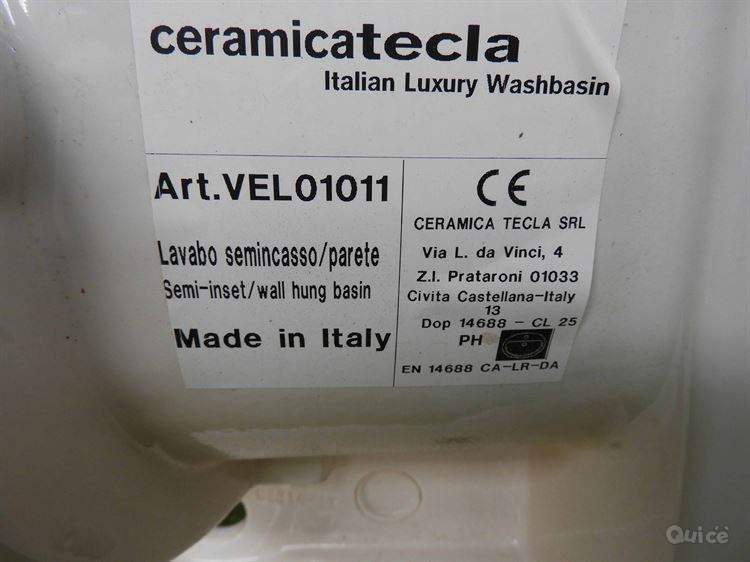 ceramicatecla
Italian Luxury Washbasin
Art.VEL01011
Lavabo semincasso/parete
Semi-inset/wall hung basin
Made in Italy
CE
CERAMICA TECLA SRL
Via L. da Vinci, 4
Z.I. Prataroni 01033
Civita Castellana-Italy
13
Dop 14688 - CL 25
PH
EN 14688 CA-LR-DA
Quice